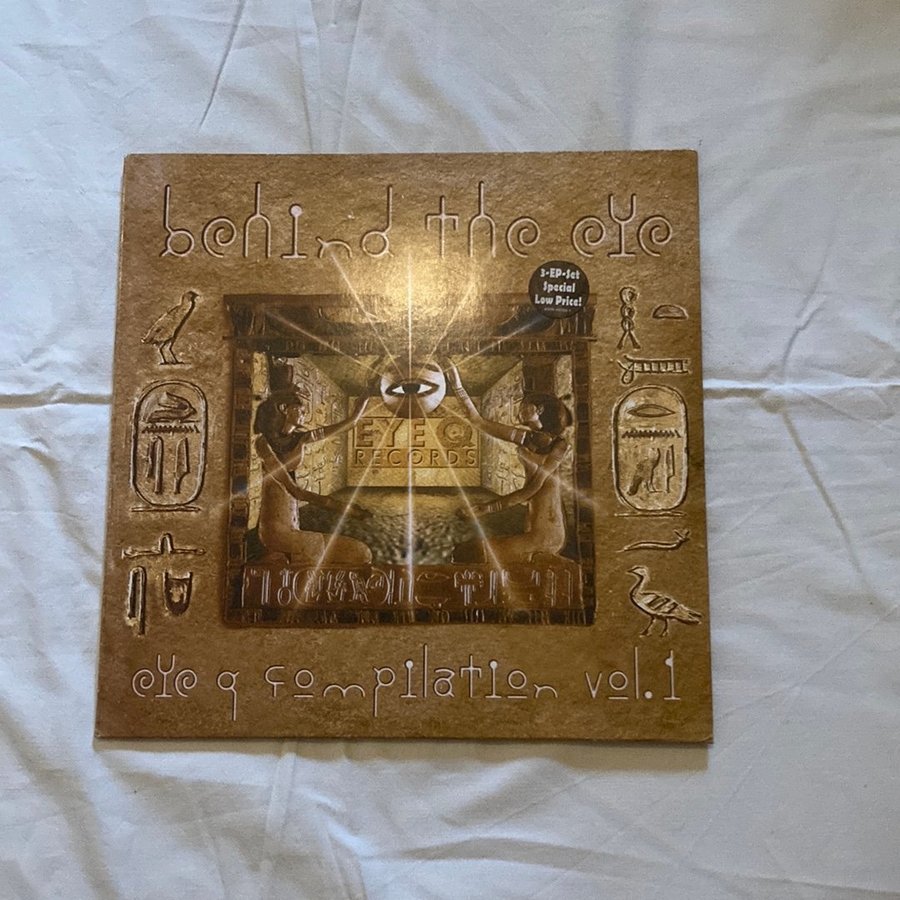 behind the eye
3-EP-Set
Special
Low Price!
EYE Q
RECORDS
eye q compilation vol.1